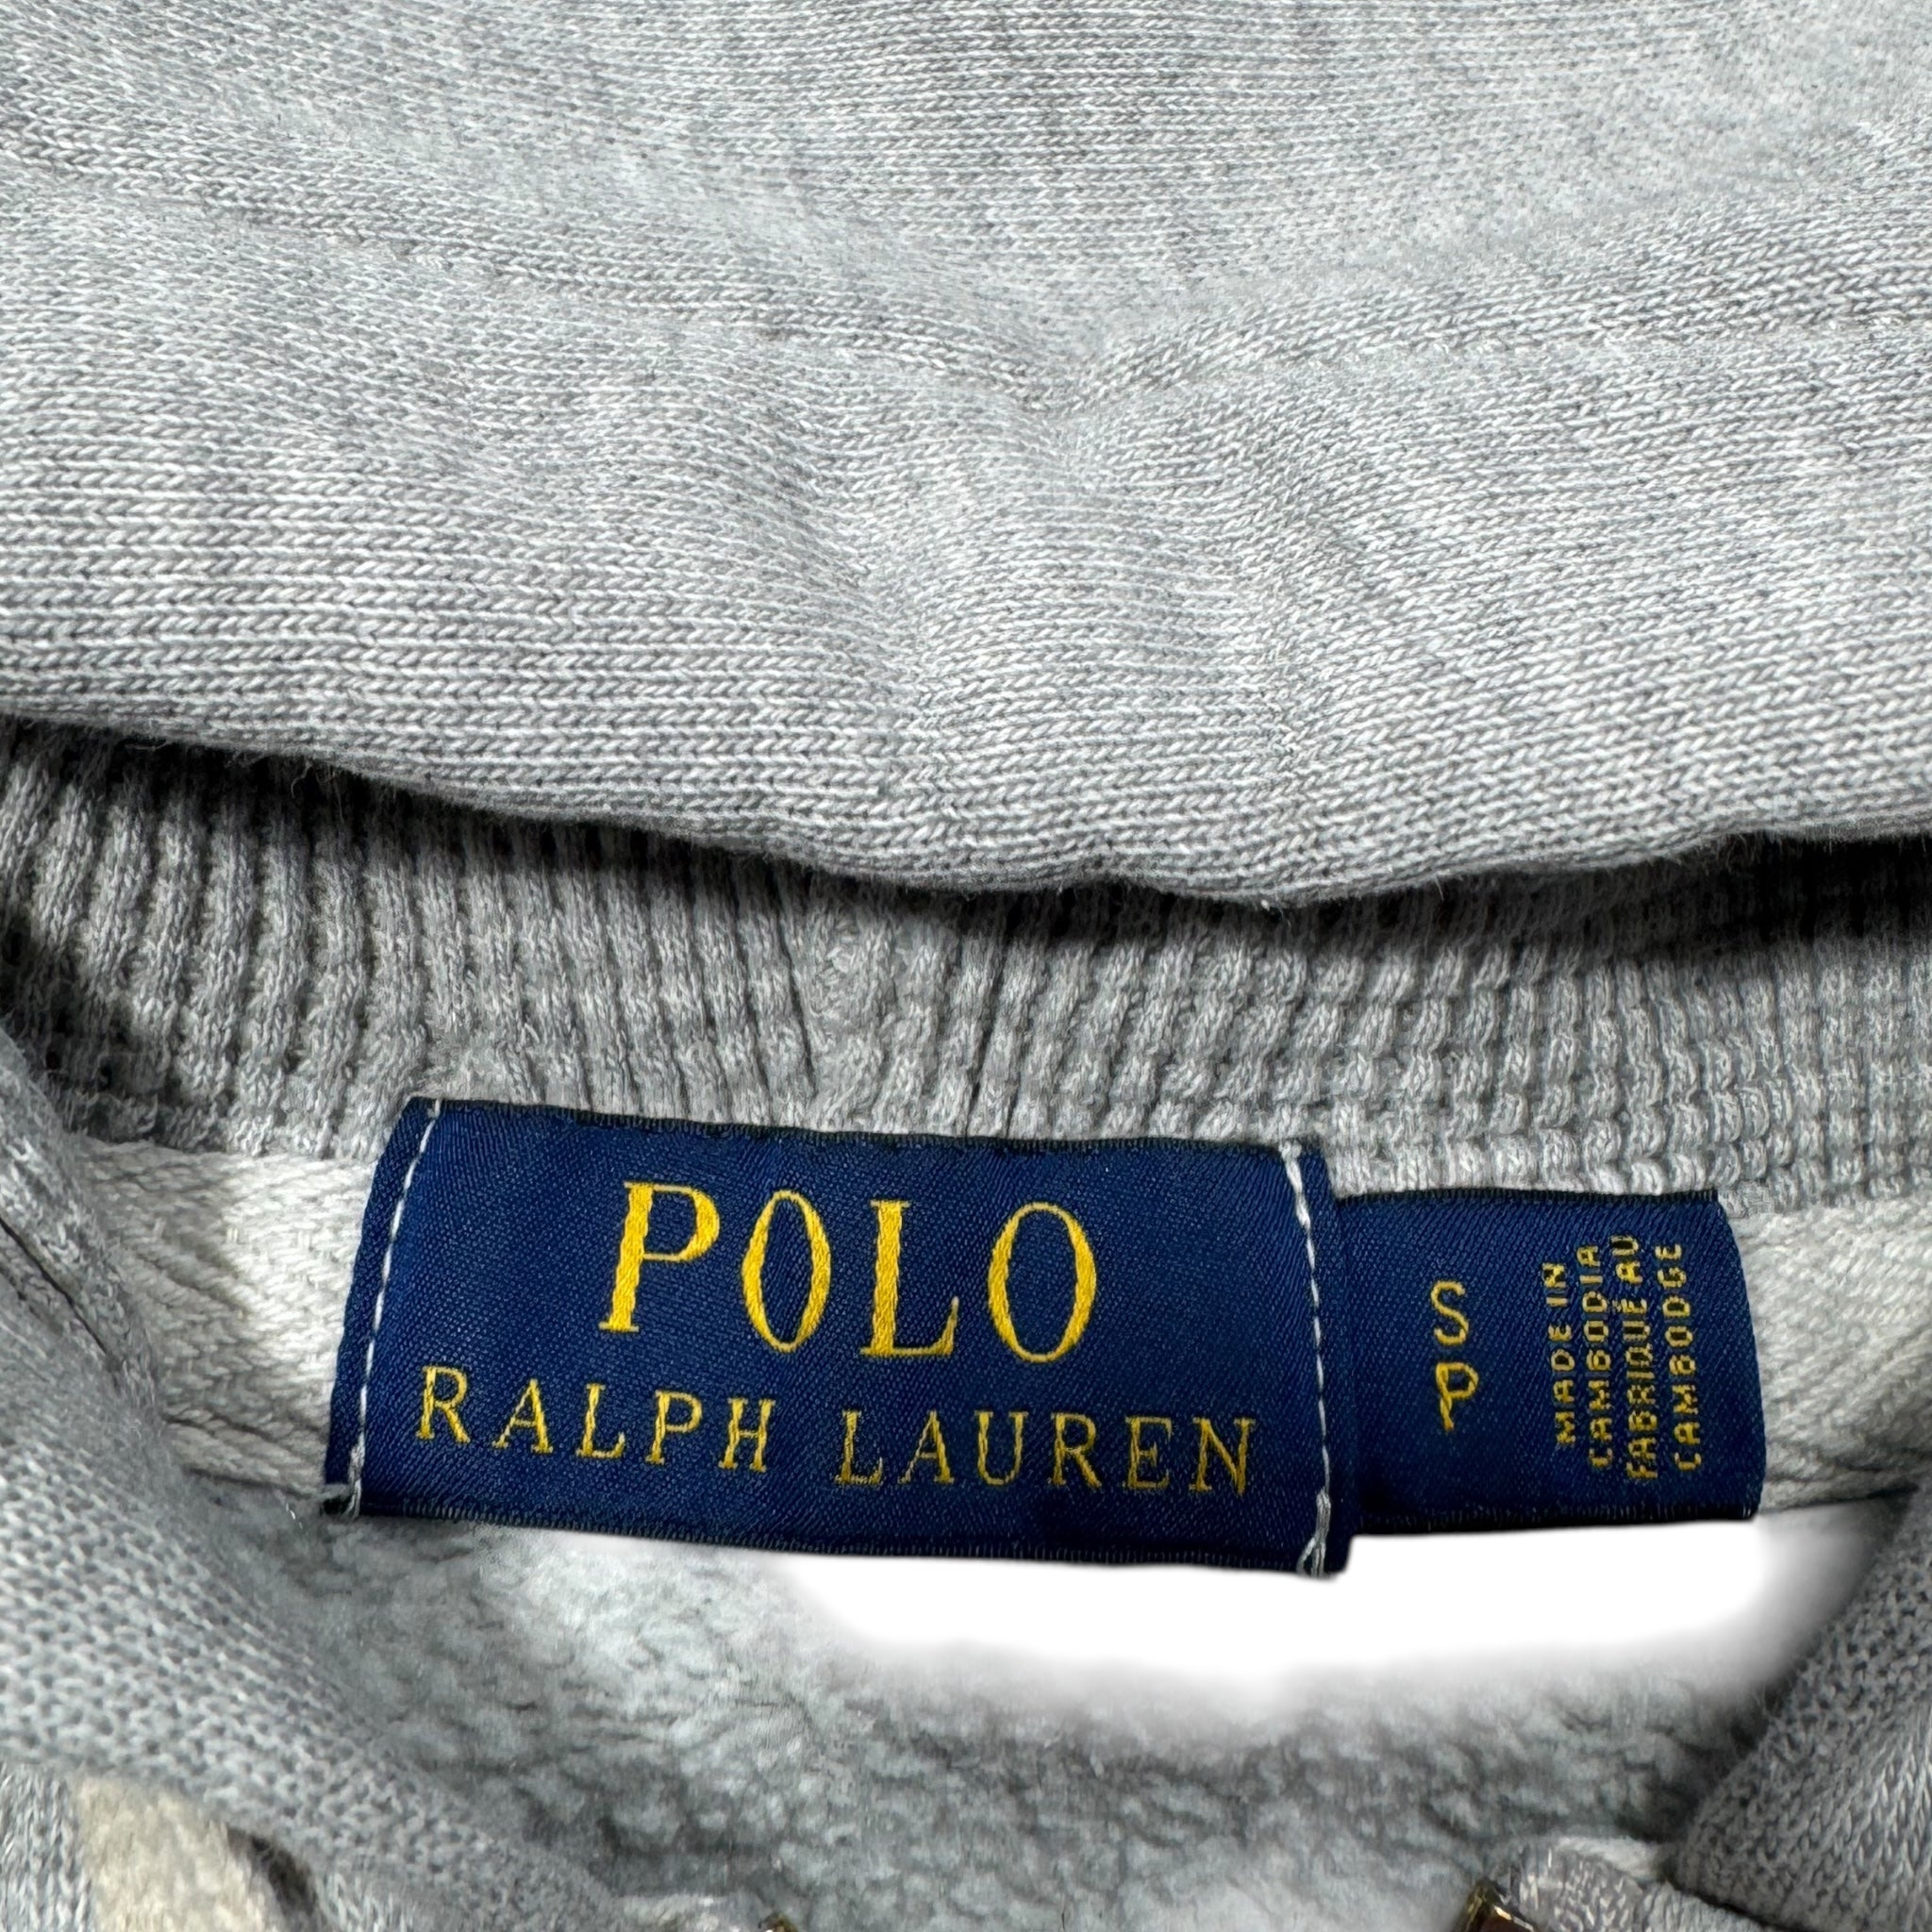 POLO
RALPH LAUREN
S
P
MADE IN
CAMBODIA
FABRIQUÉ AU
CAMBODGE